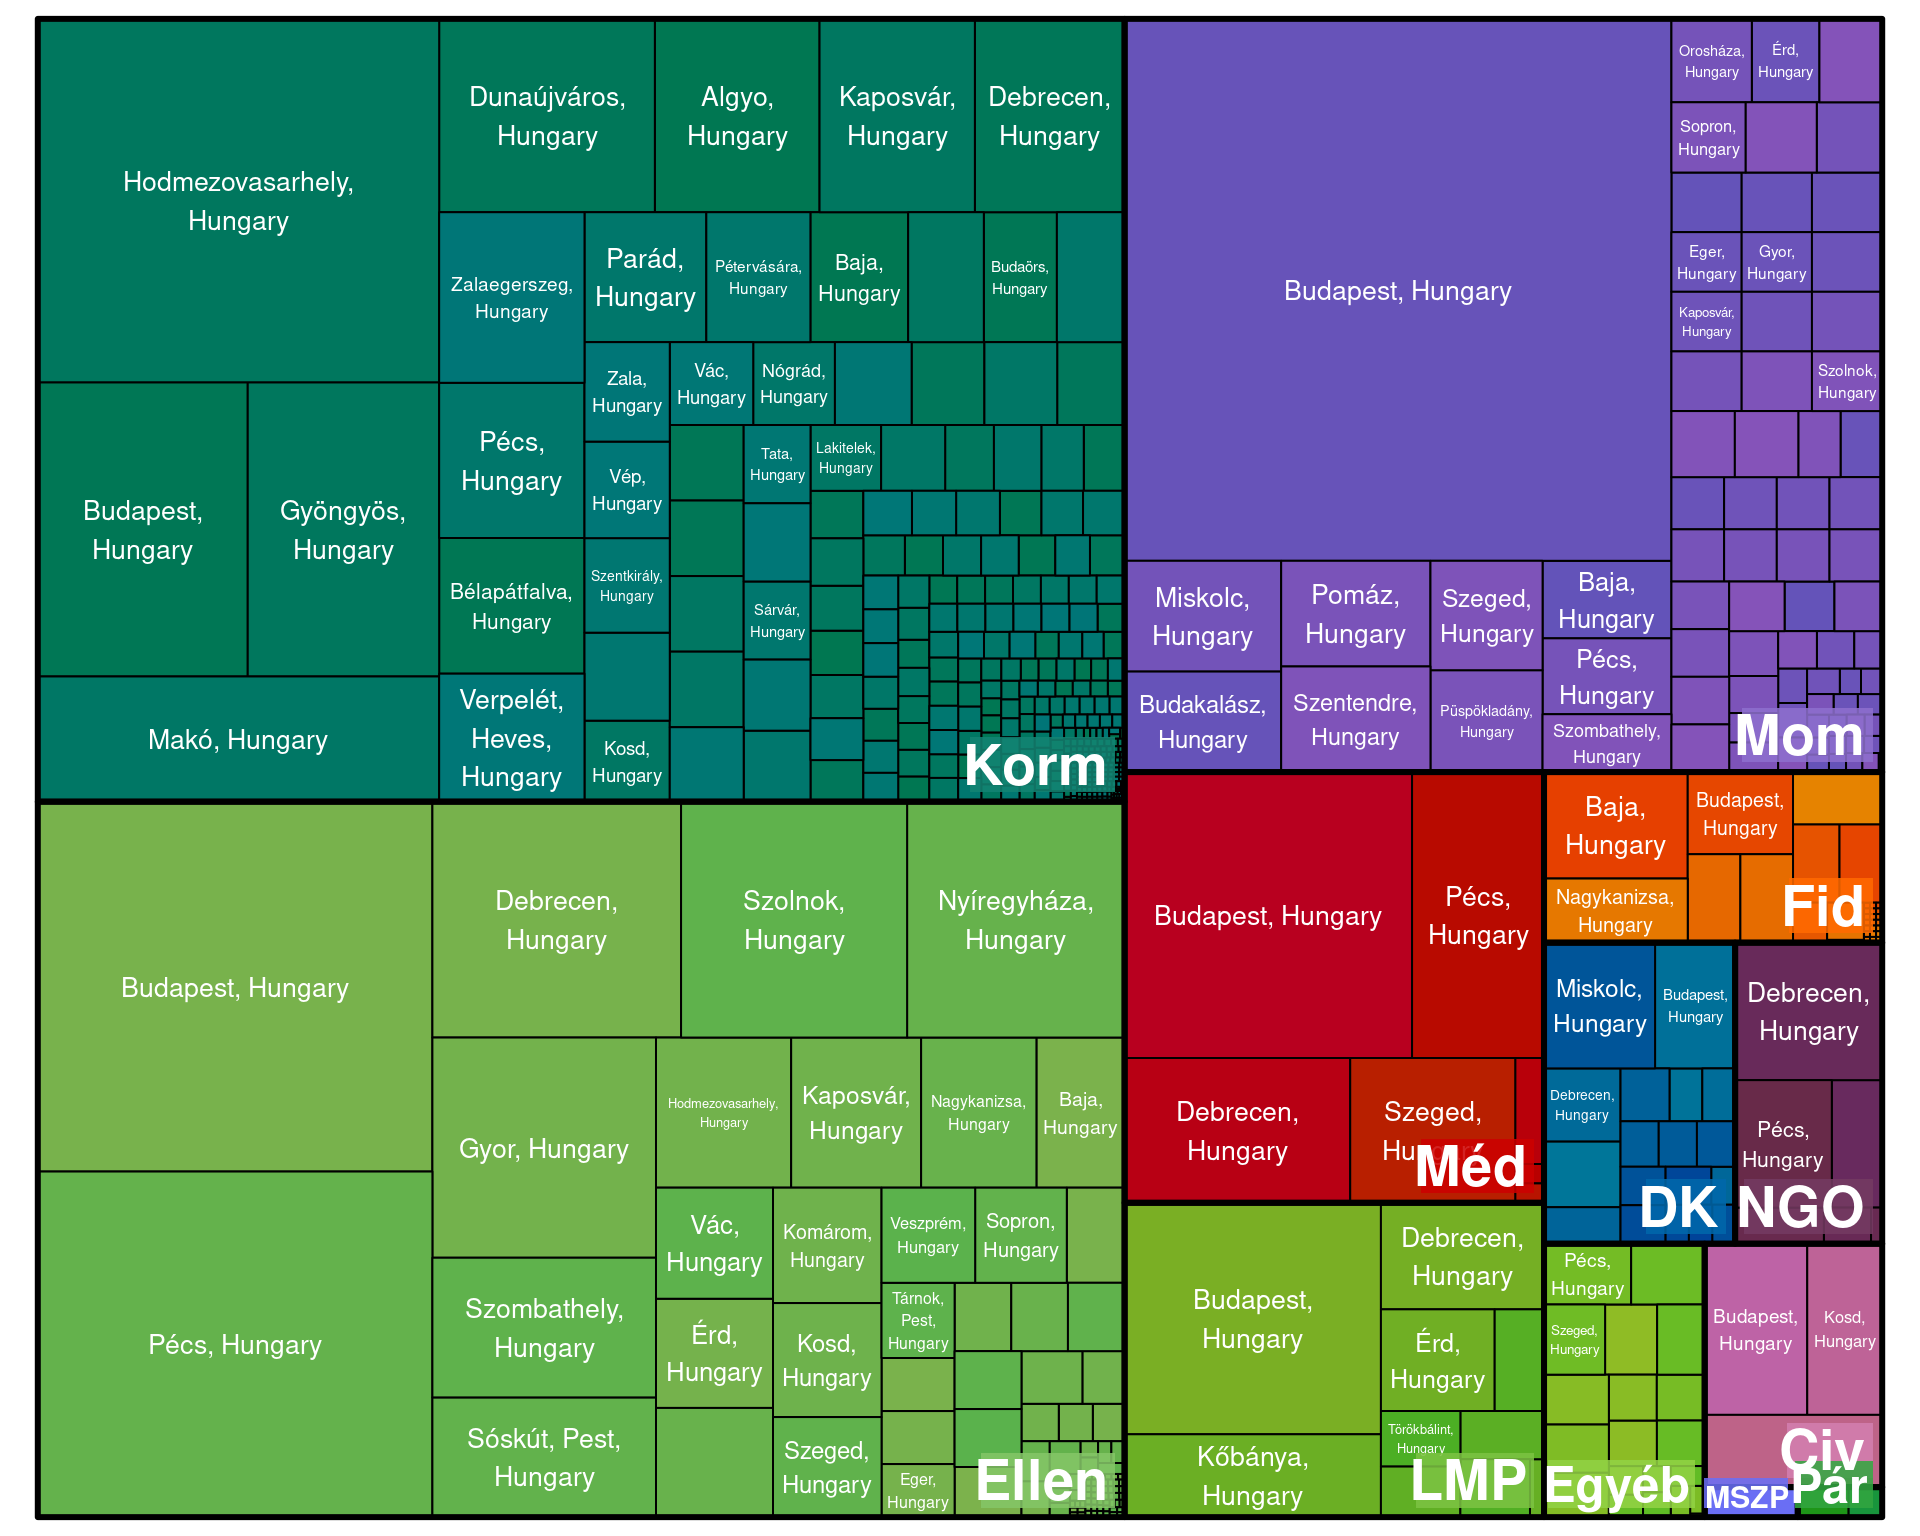 Hodmezovasarhely,
Hungary
Dunaújváros,
Hungary
Algyo,
Hungary
Kaposvár,
Hungary
Debrecen,
Hungary
Zalaegerszeg,
Hungary
Parád,
Hungary
Pétervására,
Hungary
Baja,
Hungary
Budaörs,
Hungary
Zala,
Hungary
Vác,
Hungary
Nógrád,
Hungary
Budapest,
Hungary
Gyöngyös,
Hungary
Pécs,
Hungary
Vép,
Hungary
Tata,
Hungary
Lakitelek,
Hungary
Bélapátfalva,
Hungary
Szentkirály,
Hungary
Sárvár,
Hungary
Makó, Hungary
Verpelét,
Heves,
Hungary
Kosd,
Hungary
Korm
Budapest, Hungary
Orosháza,
Hungary
Érd,
Hungary
Sopron,
Hungary
Eger,
Hungary
Gyor,
Hungary
Kaposvár,
Hungary
Szolnok,
Hungary
Miskolc,
Hungary
Pomáz,
Hungary
Szeged,
Hungary
Baja,
Hungary
Pécs,
Hungary
Budakalász,
Hungary
Szentendre,
Hungary
Püspökladány,
Hungary
Szombathely,
Hungary
Mom
Budapest, Hungary
Debrecen,
Hungary
Szolnok,
Hungary
Nyíregyháza,
Hungary
Gyor, Hungary
Hodmezovasarhely,
Hungary
Kaposvár,
Hungary
Nagykanizsa,
Hungary
Baja,
Hungary
Pécs, Hungary
Szombathely,
Hungary
Vác,
Hungary
Komárom,
Hungary
Veszprém,
Hungary
Sopron,
Hungary
Érd,
Hungary
Kosd,
Hungary
Tárnok,
Pest,
Hungary
Sóskút, Pest,
Hungary
Szeged,
Hungary
Eger,
Hungary
Ellen
Budapest, Hungary
Pécs,
Hungary
Debrecen,
Hungary
Szeged,
Méd
Baja,
Hungary
Budapest,
Hungary
Nagykanizsa,
Hungary
Fid
Miskolc,
Hungary
Budapest,
Hungary
Debrecen,
Hungary
DK
Debrecen,
Hungary
Pécs,
Hungary
NGO
Budapest,
Hungary
Debrecen,
Hungary
Érd,
Hungary
Törökbálint,
Hungary
Kőbánya,
Hungary
LMP
Pécs,
Hungary
Szeged,
Hungary
Egyéb
Budapest,
Hungary
Kosd,
Hungary
Civ
MSZP
Pár